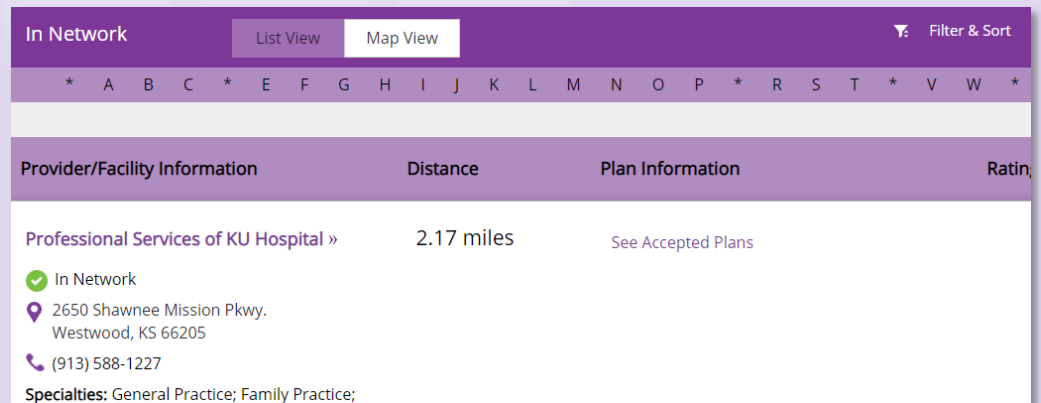 In Network List View Map View Filter & Sort
* A B C * E F G H I J K L M N O P * R S T * V W *
Provider/Facility Information Distance Plan Information Rating
Professional Services of KU Hospital » 2.17 miles See Accepted Plans
In Network
2650 Shawnee Mission Pkwy.
Westwood, KS 66205
(913) 588-1227
Specialties: General Practice; Family Practice;